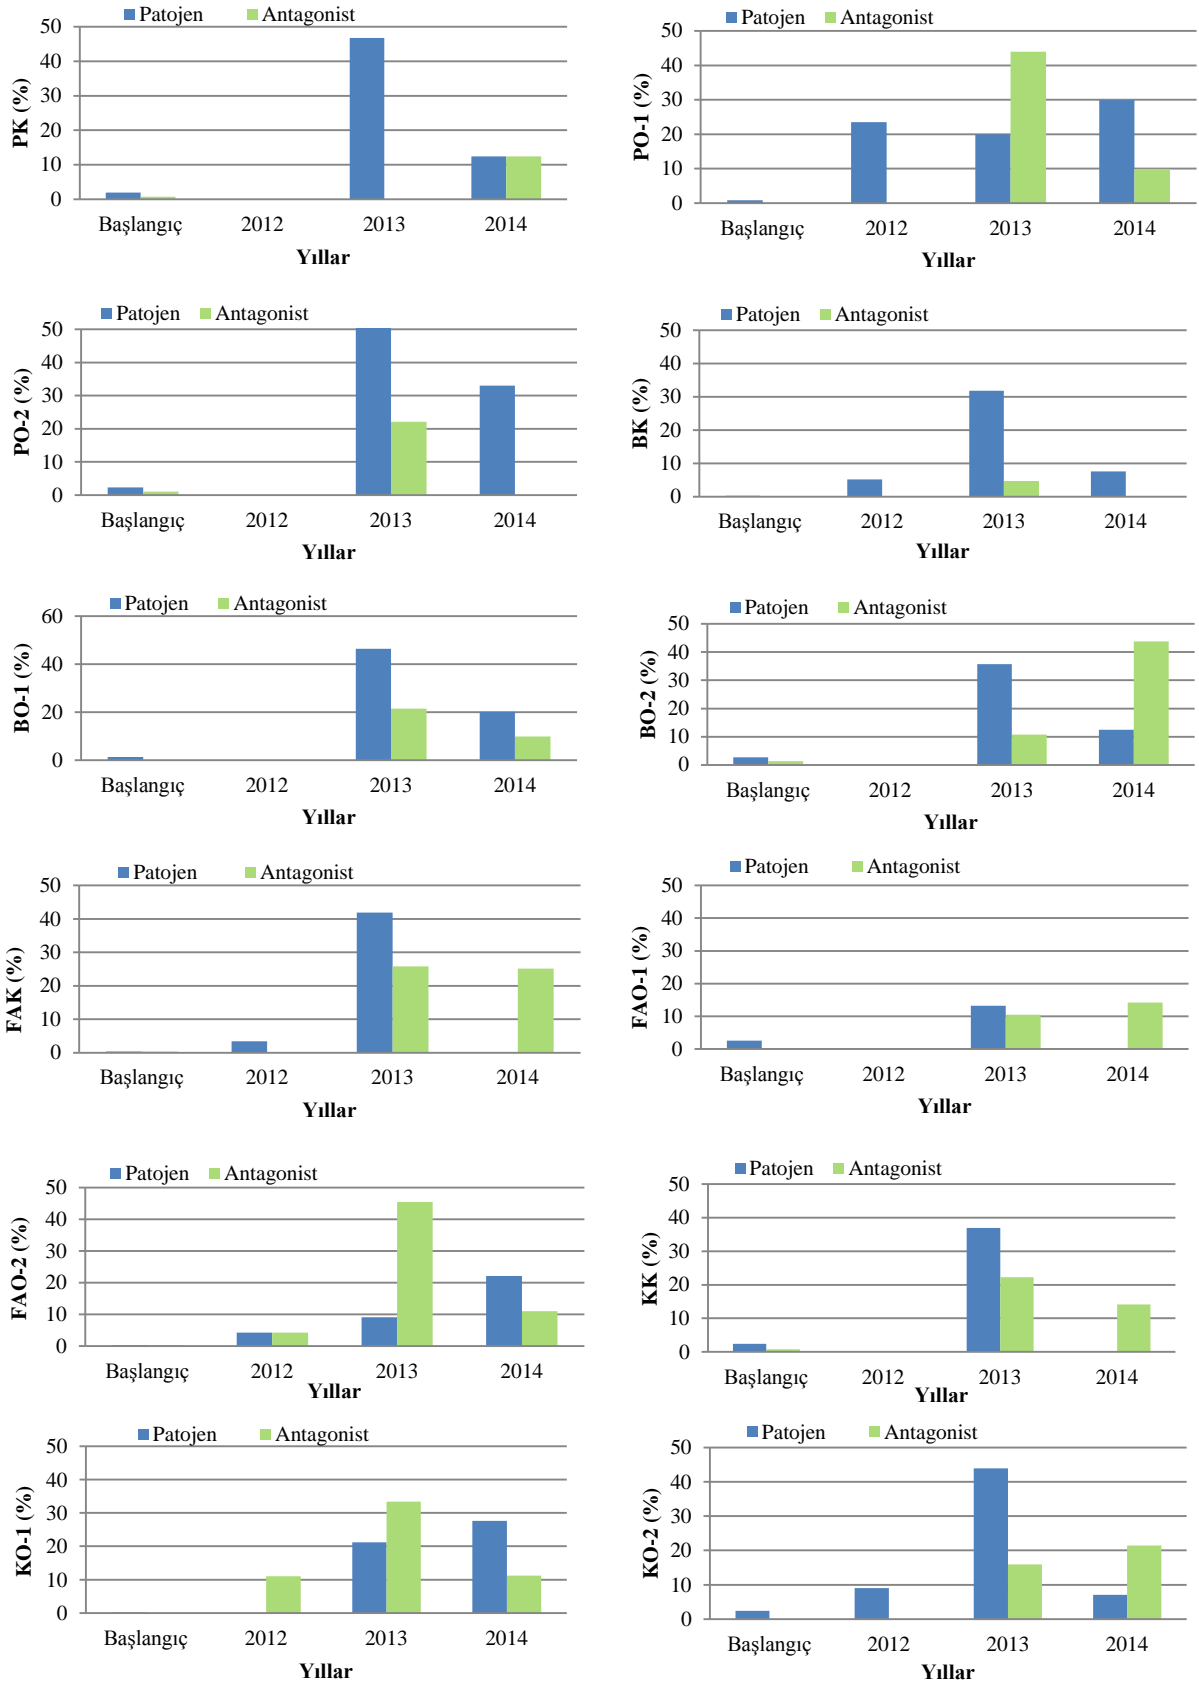 Patojen Antagonist
PK (%)
50
40
30
20
10
0
Başlangıç 2012 2013 2014
Yıllar
Patojen Antagonist
PO-1 (%)
50
40
30
20
10
0
Başlangıç 2012 2013 2014
Yıllar
Patojen Antagonist
PO-2 (%)
50
40
30
20
10
0
Başlangıç 2012 2013 2014
Yıllar
Patojen Antagonist
BK (%)
50
40
30
20
10
0
Başlangıç 2012 2013 2014
Yıllar
Patojen Antagonist
BO-1 (%)
60
40
20
0
Başlangıç 2012 2013 2014
Yıllar
Patojen Antagonist
BO-2 (%)
50
40
30
20
10
0
Başlangıç 2012 2013 2014
Yıllar
Patojen Antagonist
FAK (%)
50
40
30
20
10
0
Başlangıç 2012 2013 2014
Yıllar
Patojen Antagonist
FAO-1 (%)
50
40
30
20
10
0
Başlangıç 2012 2013 2014
Yıllar
Patojen Antagonist
FAO-2 (%)
50
40
30
20
10
0
Başlangıç 2012 2013 2014
Yıllar
Patojen Antagonist
KK (%)
50
40
30
20
10
0
Başlangıç 2012 2013 2014
Yıllar
Patojen Antagonist
KO-1 (%)
50
40
30
20
10
0
Başlangıç 2012 2013 2014
Yıllar
Patojen Antagonist
KO-2 (%)
50
40
30
20
10
0
Başlangıç 2012 2013 2014
Yıllar